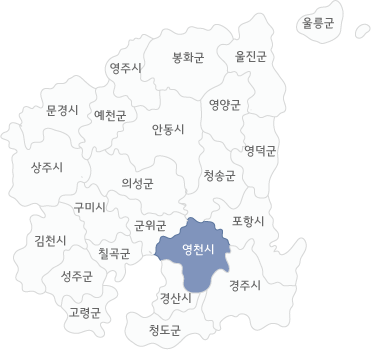 울릉군
봉화군
울진군
영주시
영양군
문경시
예천군
안동시
영덕군
상주시
청송군
의성군
구미시
포항시
군위군
김천시
영천시
칠곡군
성주군
경주시
경산시
고령군
청도군